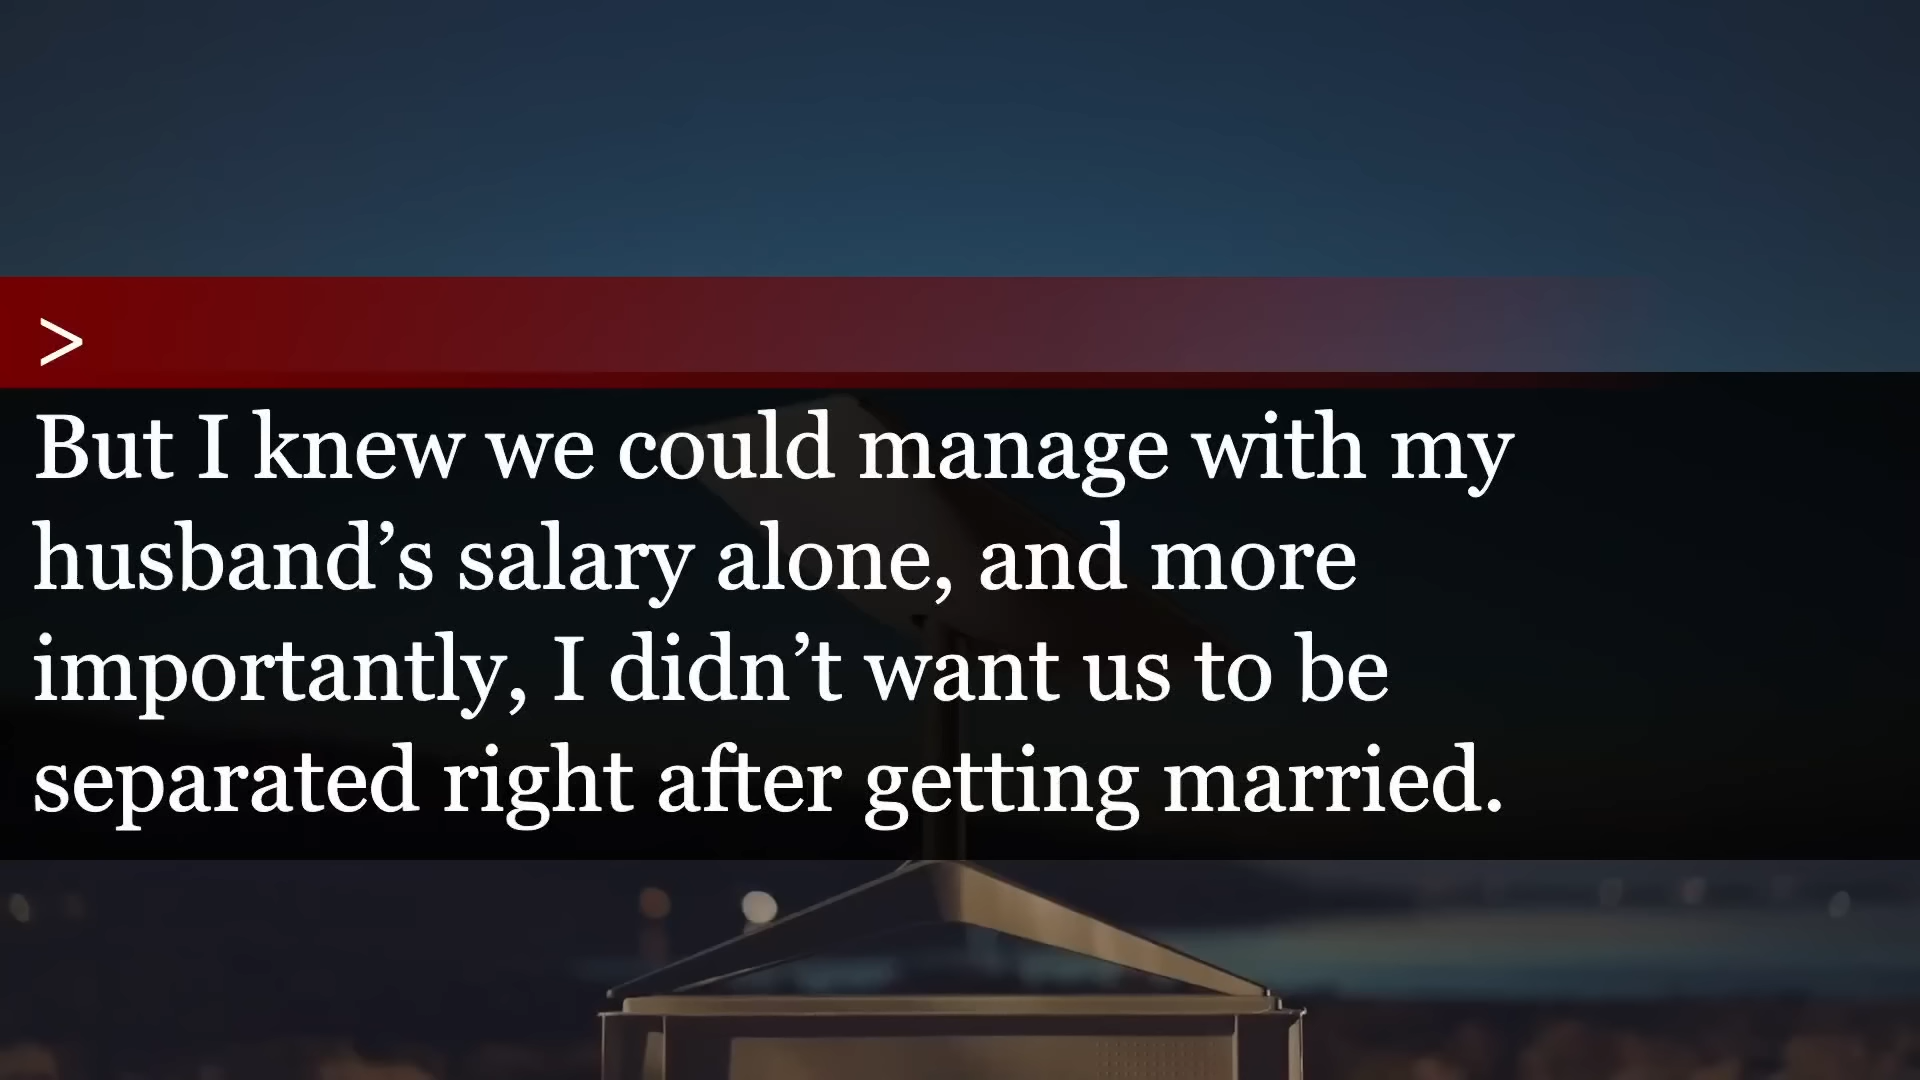 >
But I knew we could manage with my
husband’s salary alone, and more
importantly, I didn’t want us to be
separated right after getting married.